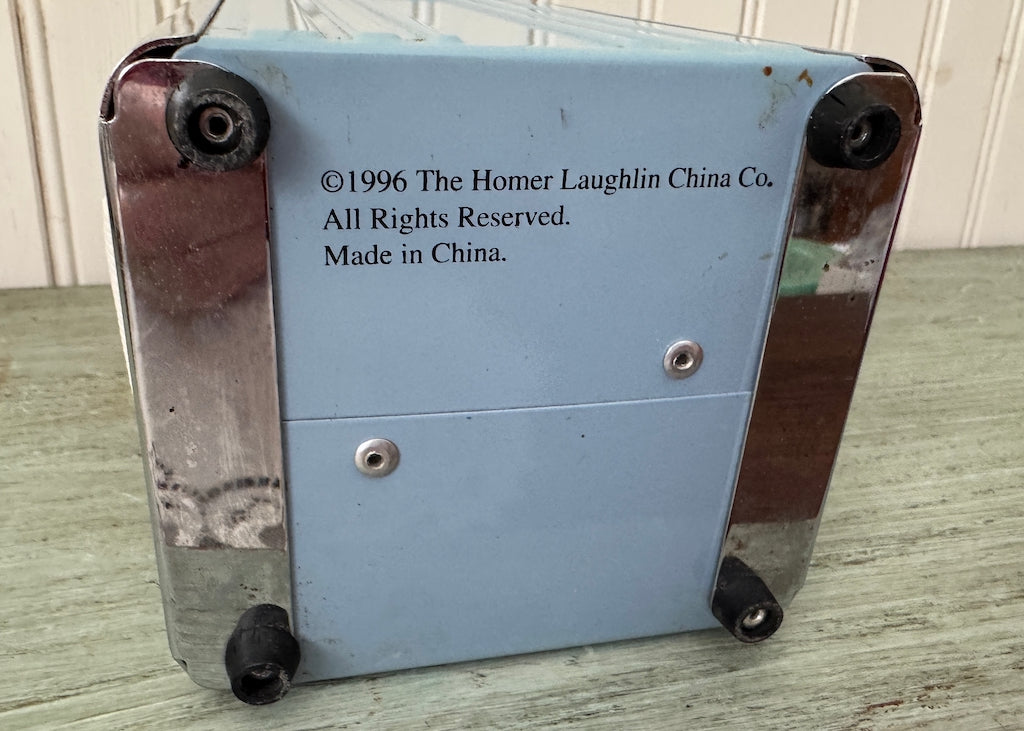 ©1996 The Homer Laughlin China Co.
All Rights Reserved.
Made in China.